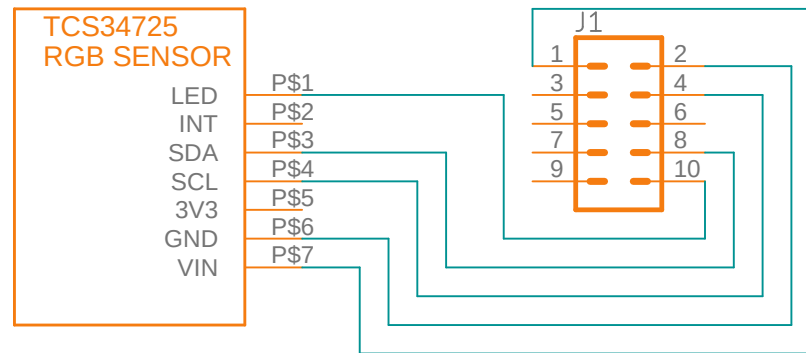 TCS34725
RGB SENSOR
LED P$1
INT P$2
SDA P$3
SCL P$4
3V3 P$5
GND P$6
VIN P$7
J1
1 2
3 4
5 6
7 8
9 10